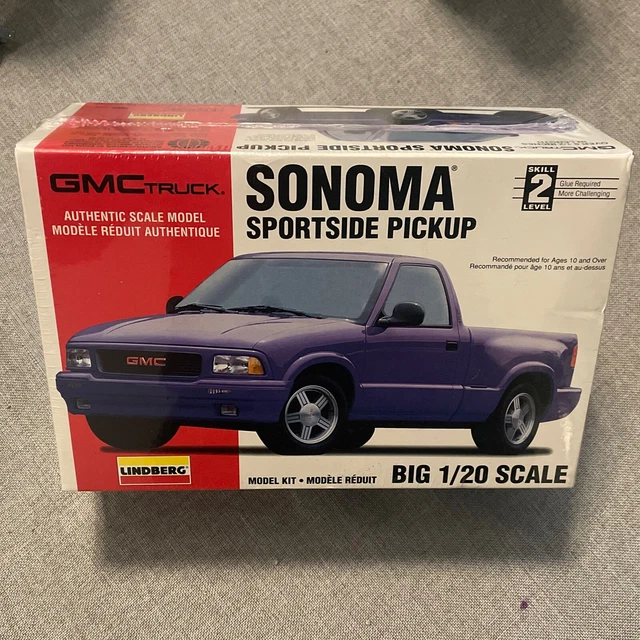 SONOMA SPORTSIDE PICKUP
GMCTRUCK.
AUTHENTIC SCALE MODEL
MODÈLE RÉDUIT AUTHENTIQUE
SONOMA®
SPORTSIDE PICKUP
SKILL
2
LEVEL
Glue Required
More Challenging
Recommended for Ages 10 and Over
Recommandé pour âge 10 ans et au-dessus
GMC
LINDBERG®
MODEL KIT • MODÈLE RÉDUIT
BIG 1/20 SCALE